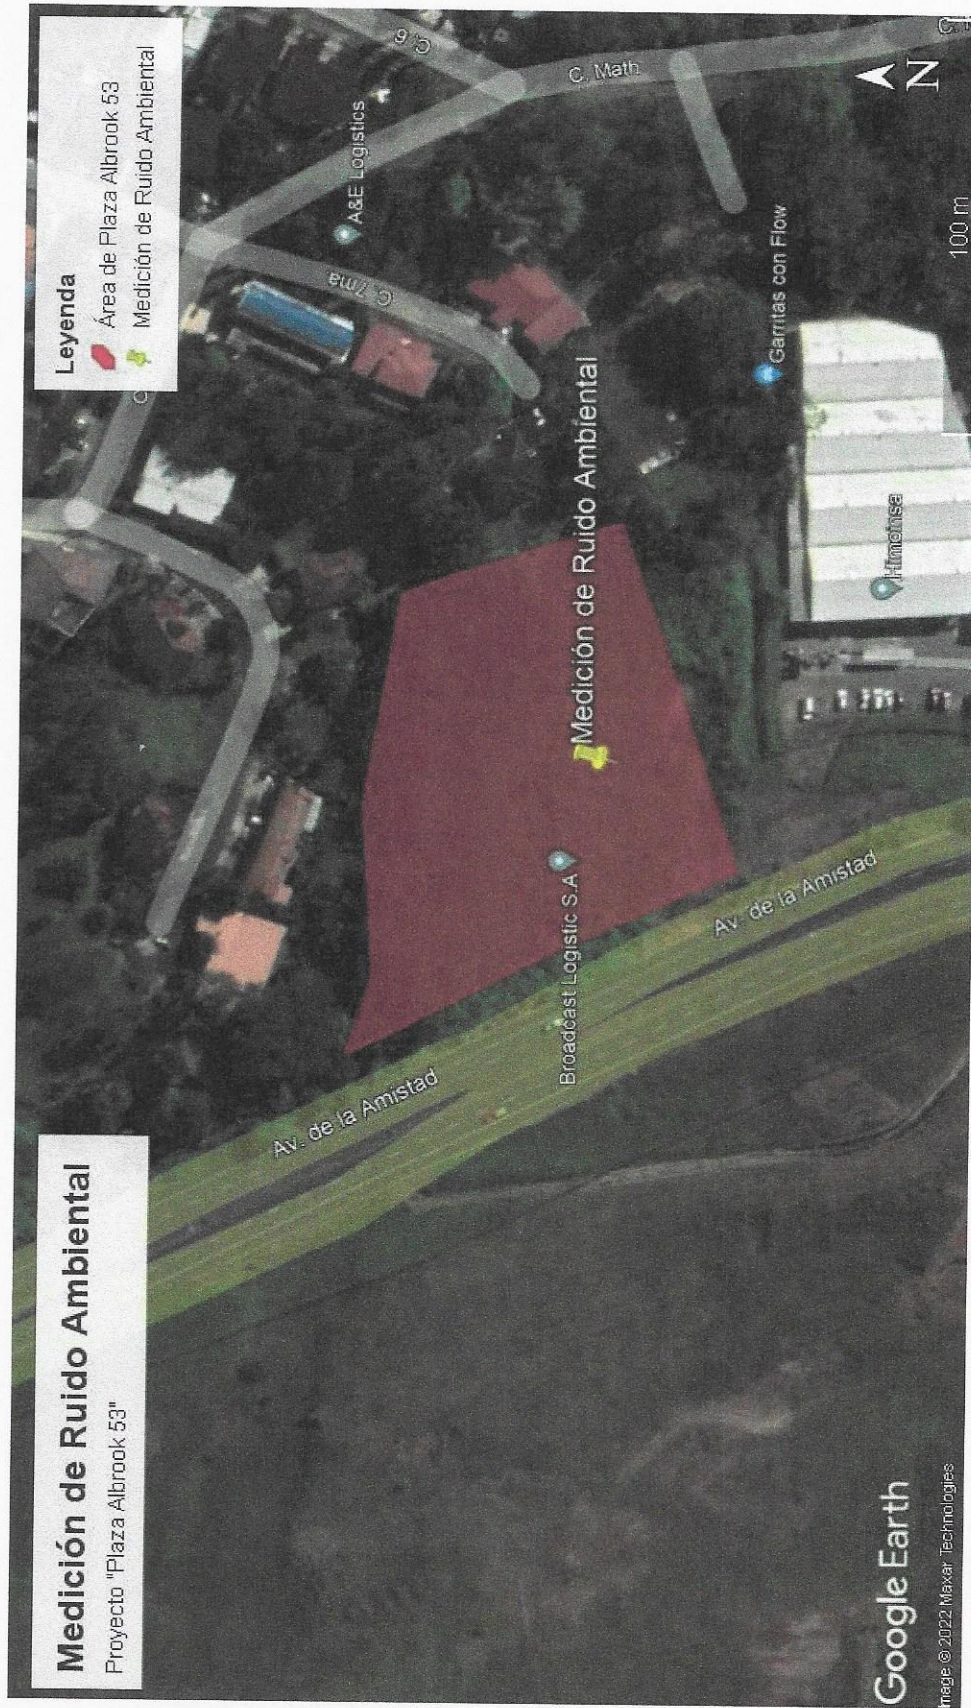 Medición de Ruido Ambiental
Proyecto "Plaza Albrook 53"
Leyenda
Área de Plaza Albrook 53
Medición de Ruido Ambiental
C. 6
C. Math
A&E Logistics
C. 7ma
Av. de la Amistad
Medición de Ruido Ambiental
Broadcast Logistic S.A
Av. de la Amistad
Garritas con Flow
Himoinsa
N
100 m
Google Earth
Image © 2022 Maxar Technologies